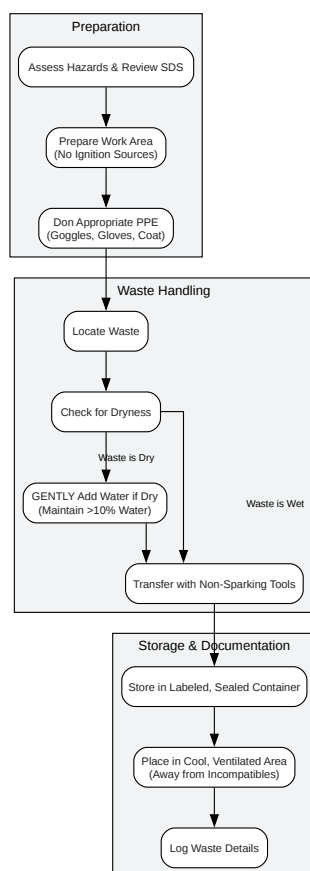 Preparation
Assess Hazards & Review SDS
Prepare Work Area
(No Ignition Sources)
Don Appropriate PPE
(Goggles, Gloves, Coat)
Waste Handling
Locate Waste
Check for Dryness
Waste is Dry
GENTLY Add Water if Dry
(Maintain >10% Water)
Waste is Wet
Transfer with Non-Sparking Tools
Storage & Documentation
Store in Labeled, Sealed Container
Place in Cool, Ventilated Area
(Away from Incompatibles)
Log Waste Details